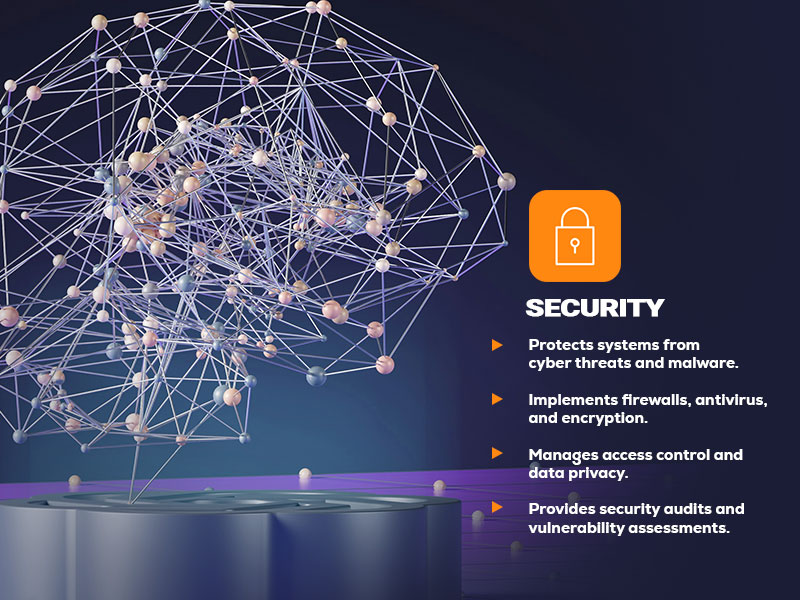 SECURITY
Protects systems from
cyber threats and malware.
Implements firewalls, antivirus,
and encryption.
Manages access control and
data privacy.
Provides security audits and
vulnerability assessments.